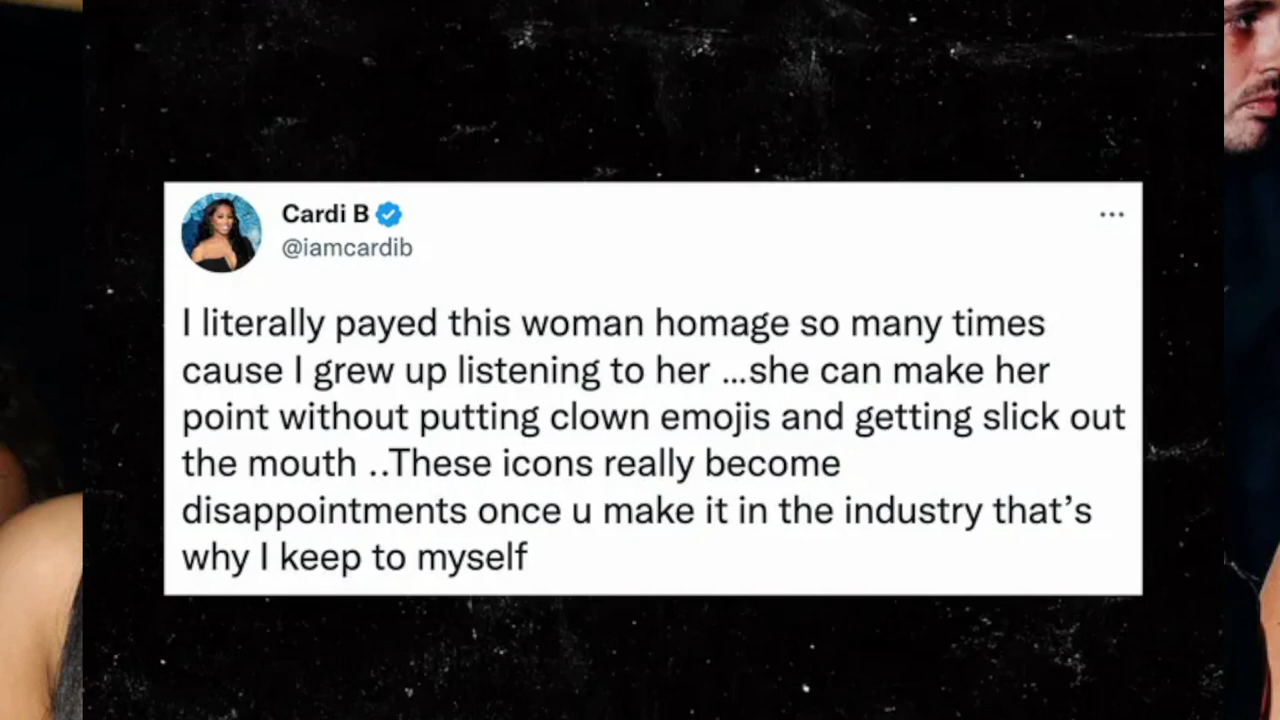 Cardi B
@iamcardib
I literally payed this woman homage so many times
cause I grew up listening to her ...she can make her
point without putting clown emojis and getting slick out
the mouth ..These icons really become
disappointments once u make it in the industry that’s
why I keep to myself